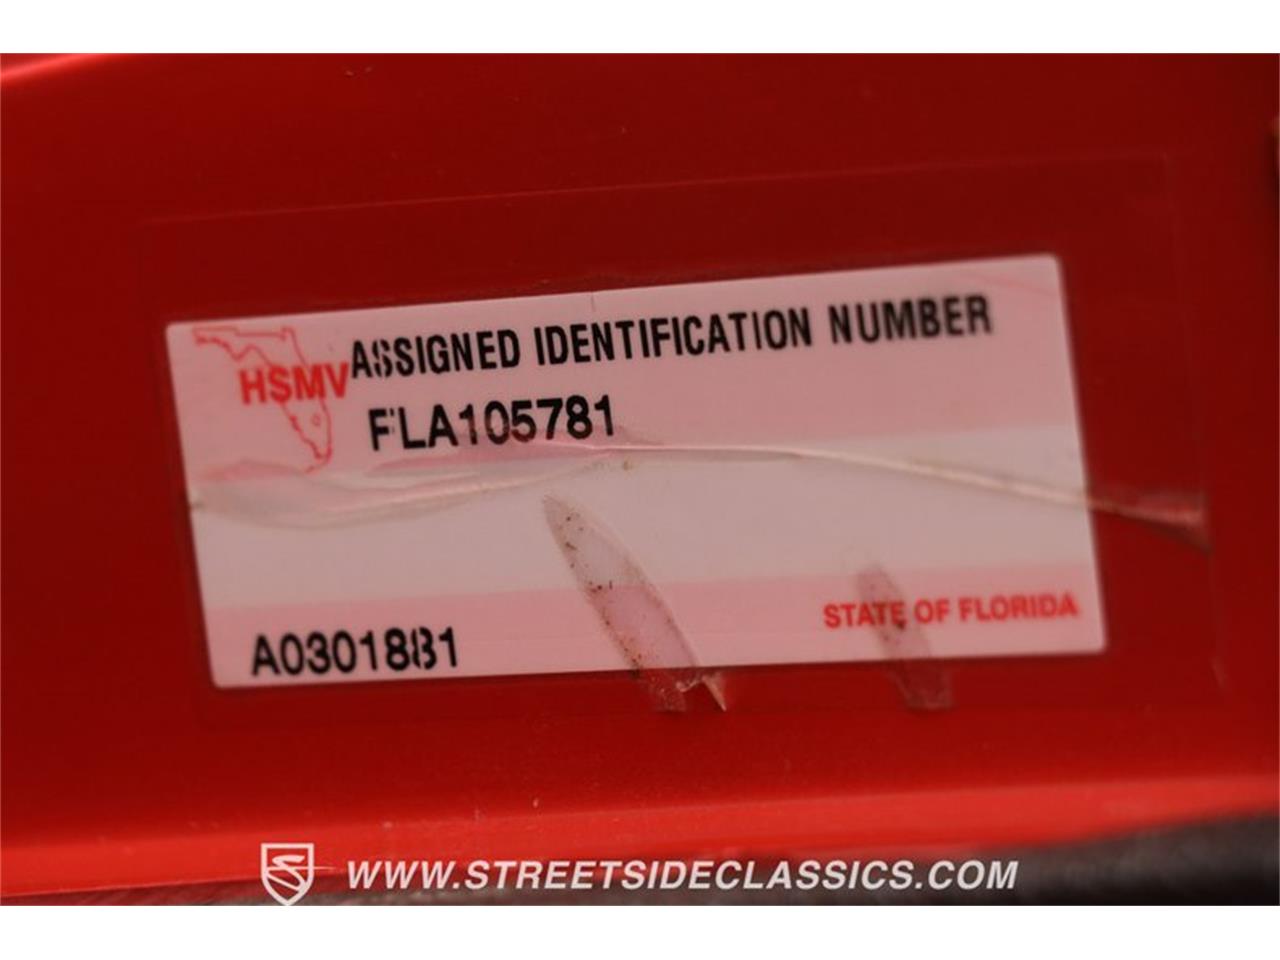 ASSIGNED IDENTIFICATION NUMBER
HSMV
FLA105781
STATE OF FLORIDA
A0301881
WWW.STREETSIDECLASSICS.COM